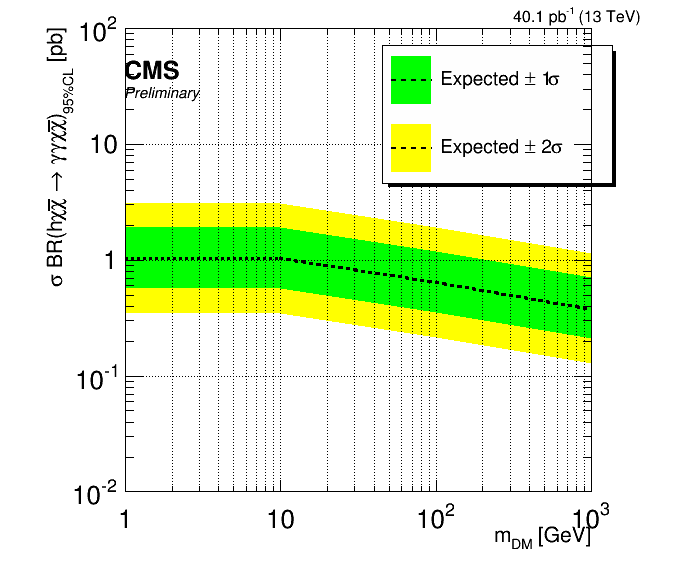 40.1 pb⁻¹ (13 TeV)
CMS
Preliminary
Expected ± 1σ
Expected ± 2σ
σ BR(hχχ̅ → γγχχ̅)95%CL [pb]
10²
10
1
10⁻¹
10⁻²
1
10
10²
10³
mDM [GeV]